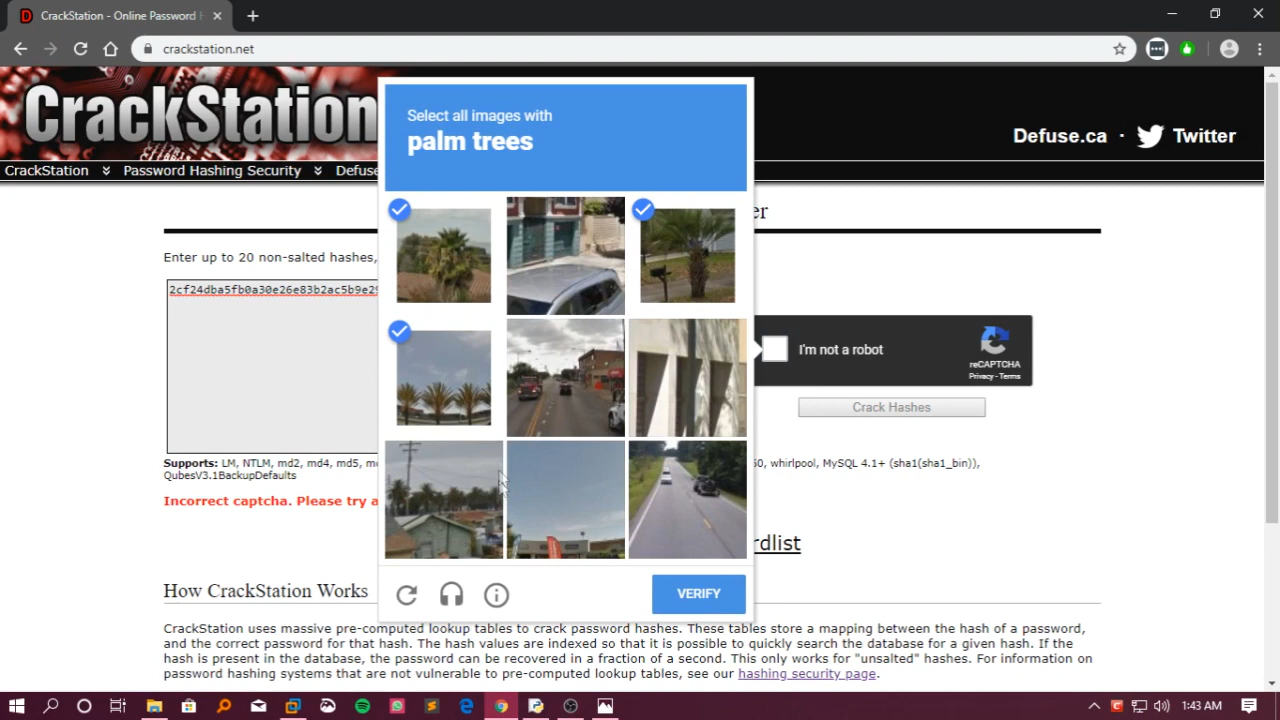 CrackStation - Online Password H
crackstation.net
CrackStation
Defuse.ca · Twitter
CrackStation Password Hashing Security Defuse
Select all images with
palm trees
er
Enter up to 20 non-salted hashes,
2cf24dba5fb0a30e26e83b2ac5b9e29
I'm not a robot
reCAPTCHA
Privacy - Terms
Crack Hashes
Supports: LM, NTLM, md2, md4, md5, 60, whirlpool, MySQL 4.1+ (sha1(sha1_bin)),
QubesV3.1BackupDefaults
Incorrect captcha. Please try a
rdlist
VERIFY
How CrackStation Works
CrackStation uses massive pre-computed lookup tables to crack password hashes. These tables store a mapping between the hash of a password,
and the correct password for that hash. The hash values are indexed so that it is possible to quickly search the database for a given hash. If the
hash is present in the database, the password can be recovered in a fraction of a second. This only works for "unsalted" hashes. For information on
password hashing systems that are not vulnerable to pre-computed lookup tables, see our hashing security page.
1:43 AM